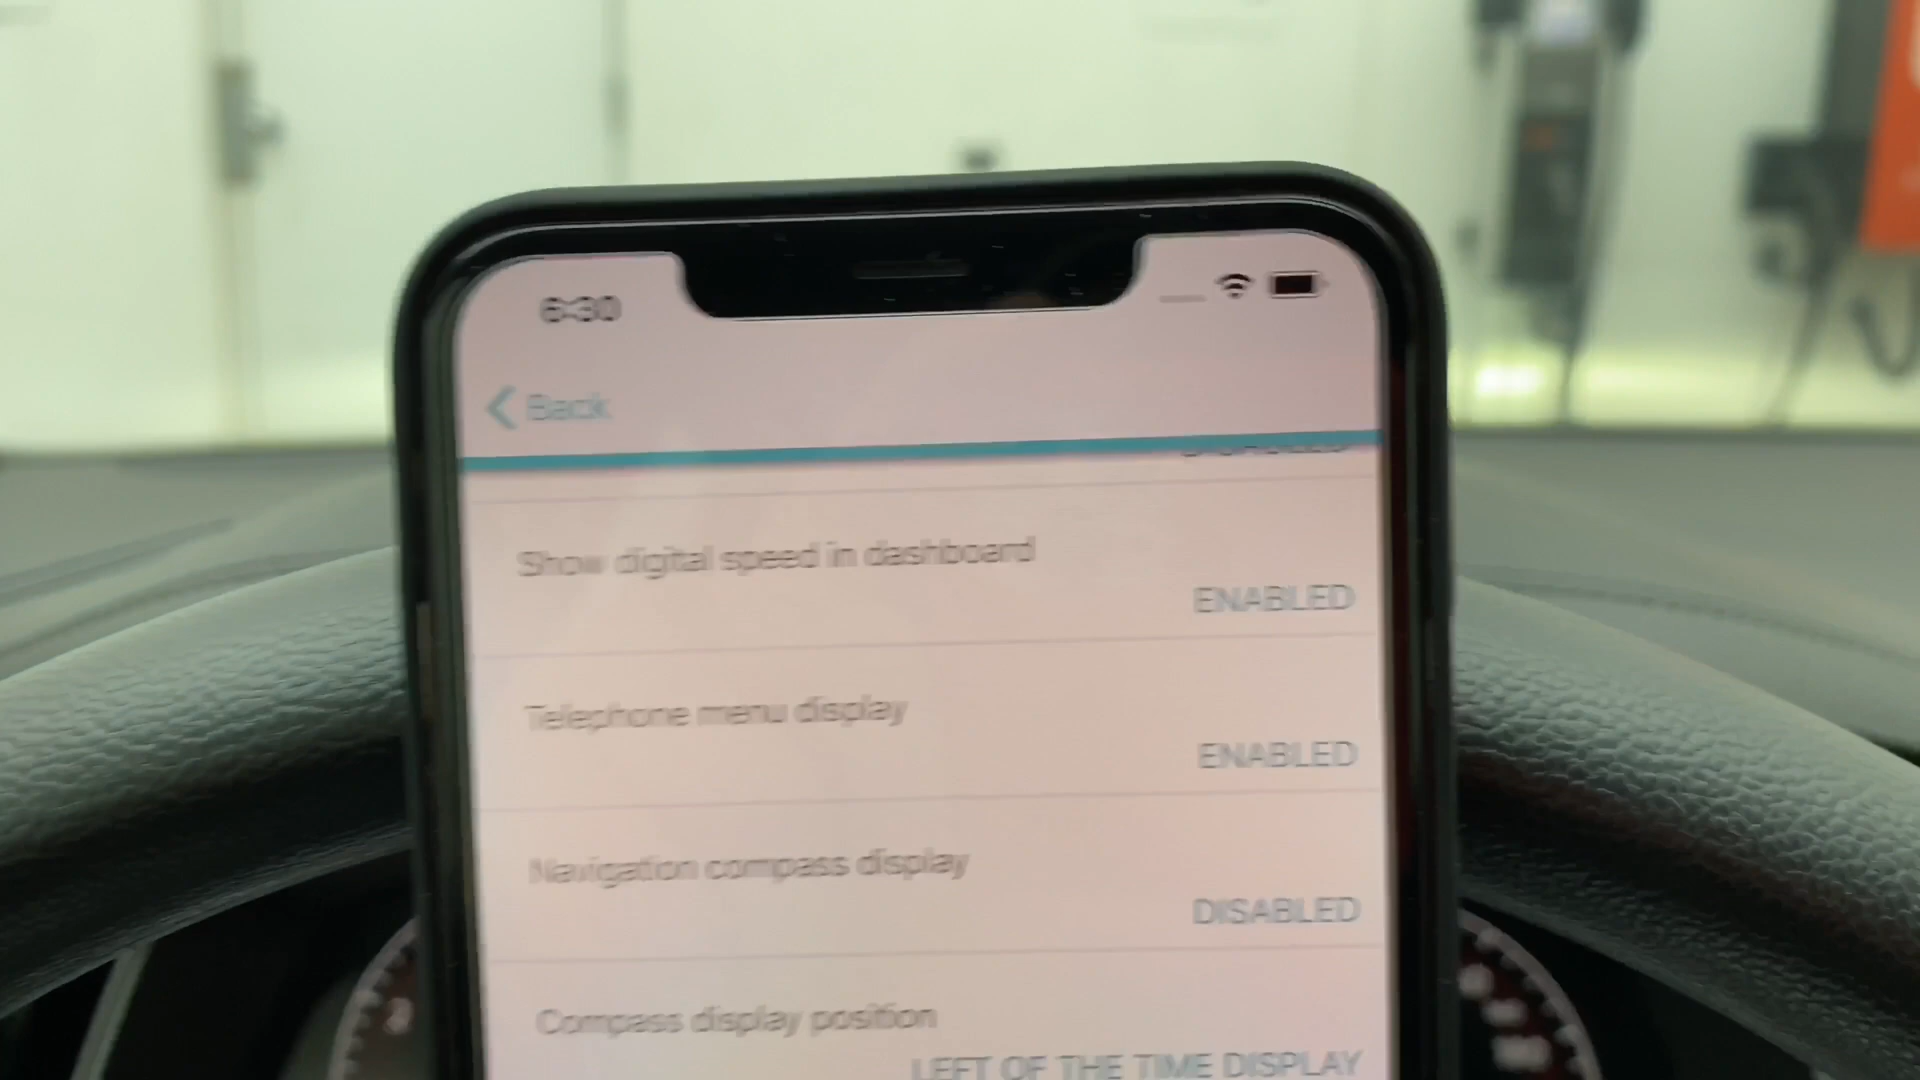 6:30
Back
Show digital speed in dashboard
ENABLED
Telephone menu display
ENABLED
Navigation compass display
DISABLED
Compass display position
LEFT OF THE TIME DISPLAY